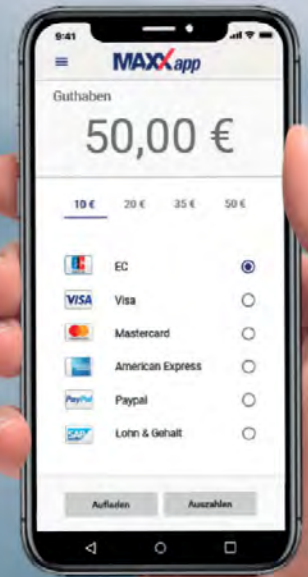 9:41
MAXXapp
Guthaben
50,00 €
10 € 20 € 35 € 50 €
EC
VISA Visa
Mastercard
American Express
PayPal Paypal
SAP Lohn & Gehalt
Aufladen Auszahlen